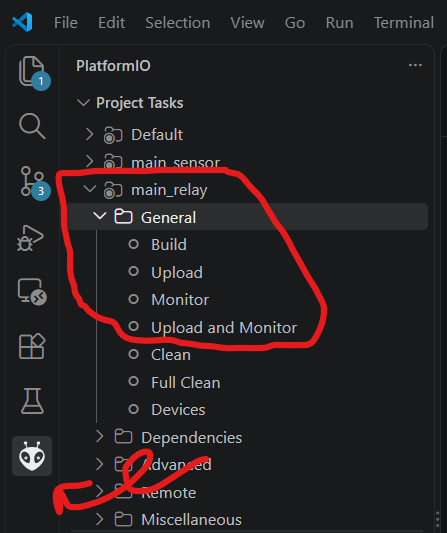 File Edit Selection View Go Run Terminal
PlatformIO
Project Tasks
Default
main_sensor
main_relay
General
Build
Upload
Monitor
Upload and Monitor
Clean
Full Clean
Devices
Dependencies
Advanced
Remote
Miscellaneous
1
3